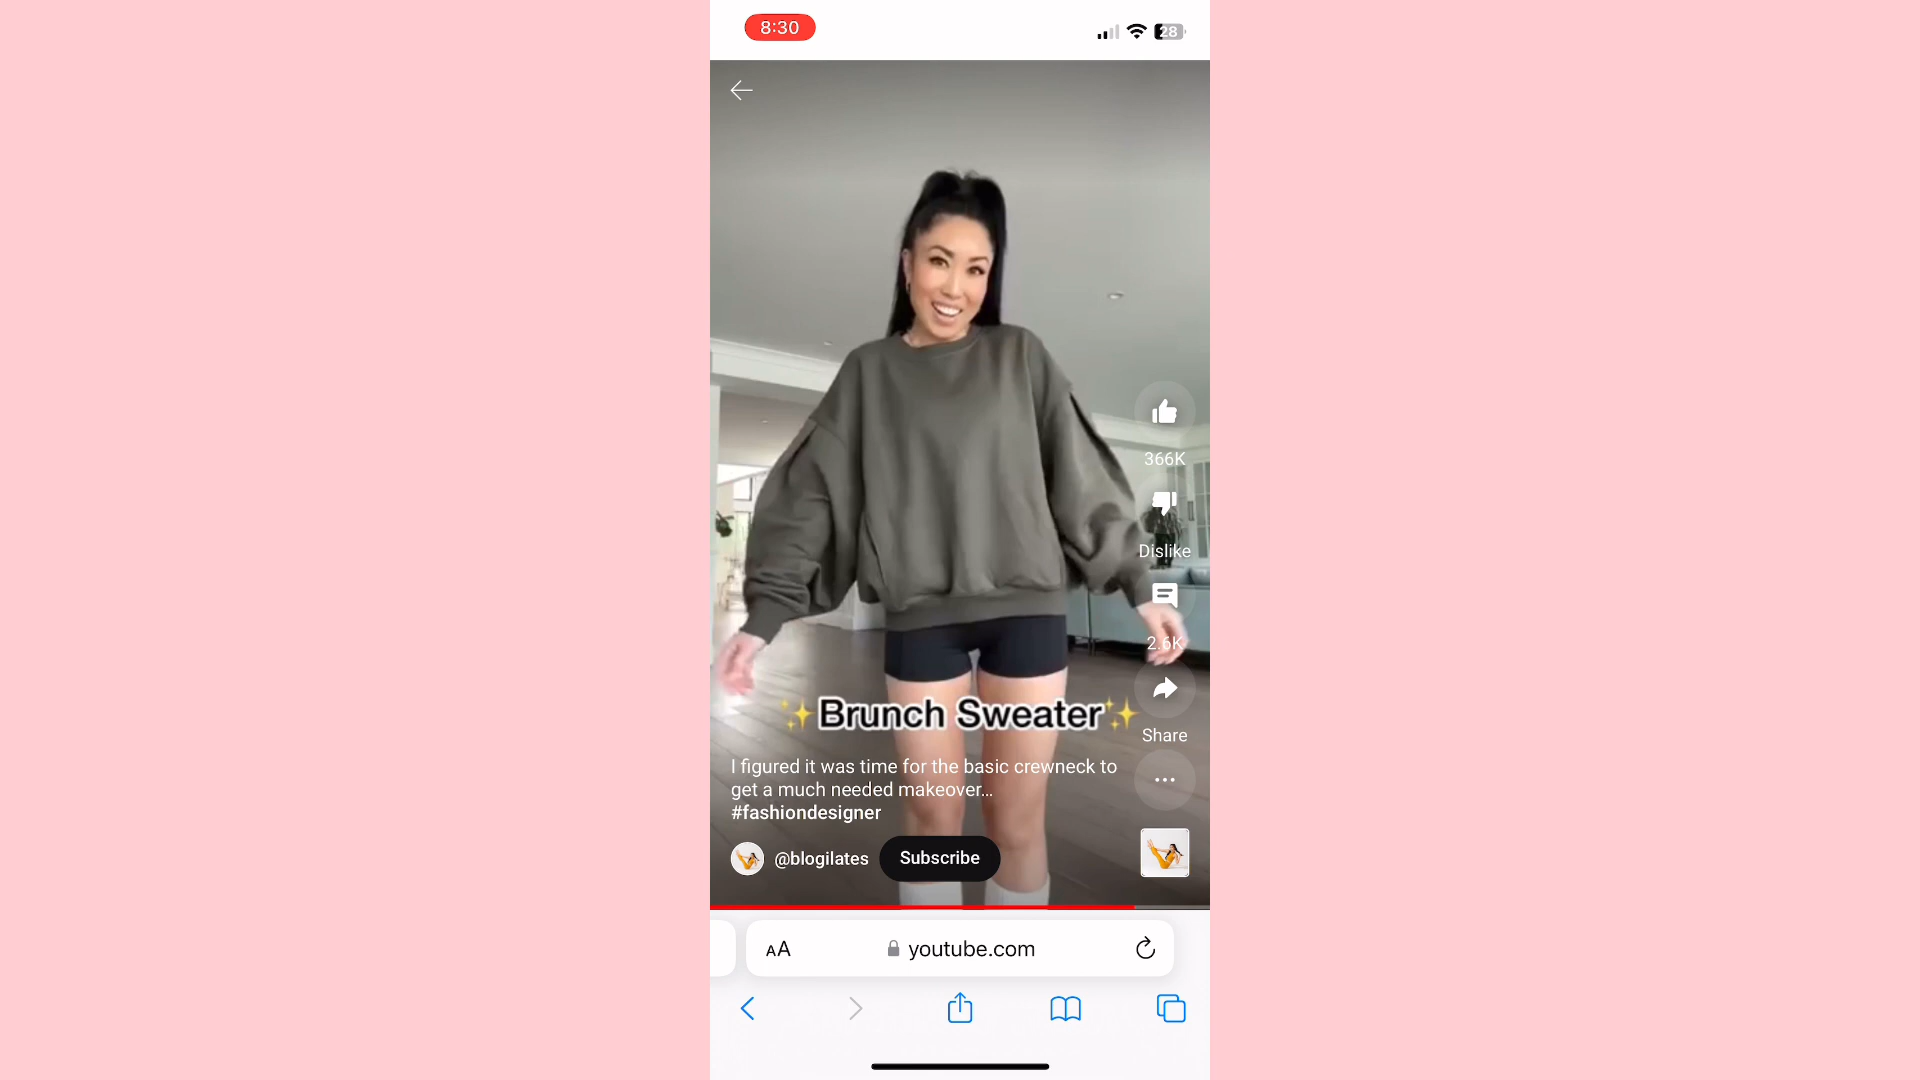 8:30
28
366K
Dislike
2.6K
✨Brunch Sweater✨
Share
I figured it was time for the basic crewneck to
get a much needed makeover...
#fashiondesigner
@blogilates
Subscribe
AA
youtube.com